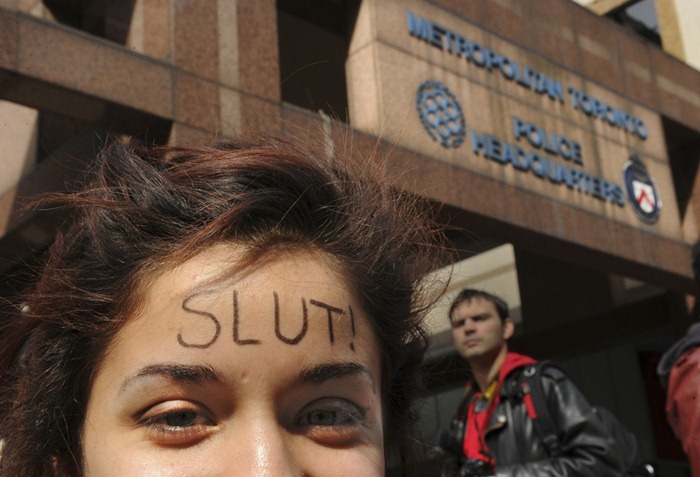 METROPOLITAN TORONTO
POLICE
HEADQUARTERS
SLUT!